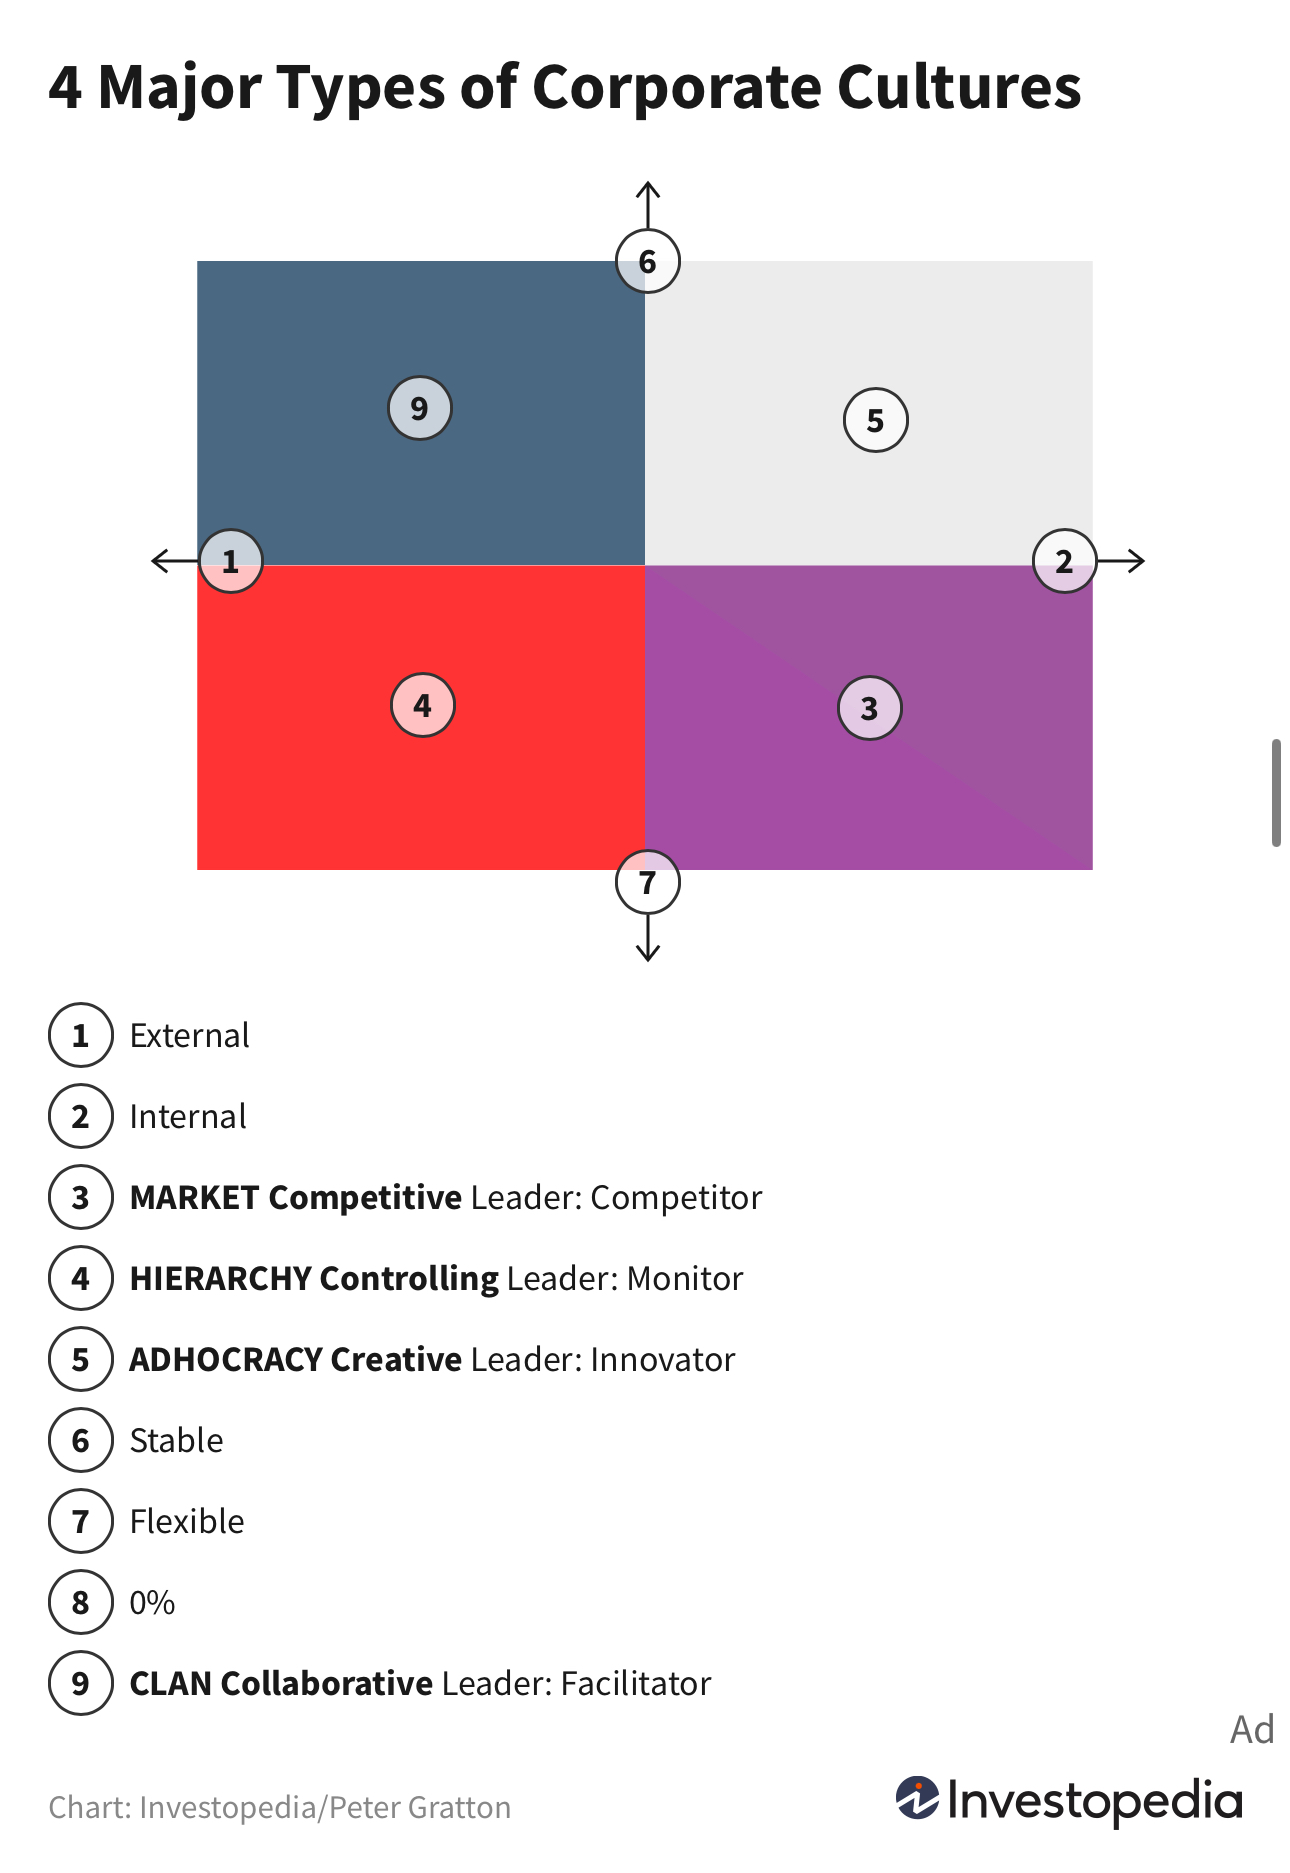 4 Major Types of Corporate Cultures
6
9
5
1
2
4
3
7
1 External
2 Internal
3 MARKET Competitive Leader: Competitor
4 HIERARCHY Controlling Leader: Monitor
5 ADHOCRACY Creative Leader: Innovator
6 Stable
7 Flexible
8 0%
9 CLAN Collaborative Leader: Facilitator
Ad
Chart: Investopedia/Peter Gratton
Investopedia